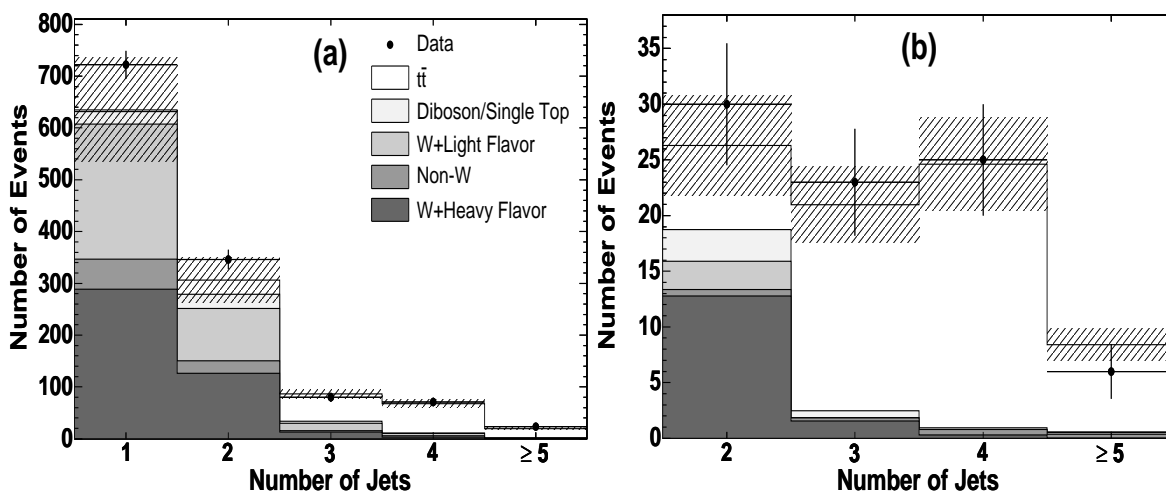 (a)
Data
tt̄
Diboson/Single Top
W+Light Flavor
Non-W
W+Heavy Flavor
Number of Events
800
700
600
500
400
300
200
100
0
1 2 3 4 ≥ 5
Number of Jets
(b)
Number of Events
35
30
25
20
15
10
5
0
2 3 4 ≥ 5
Number of Jets